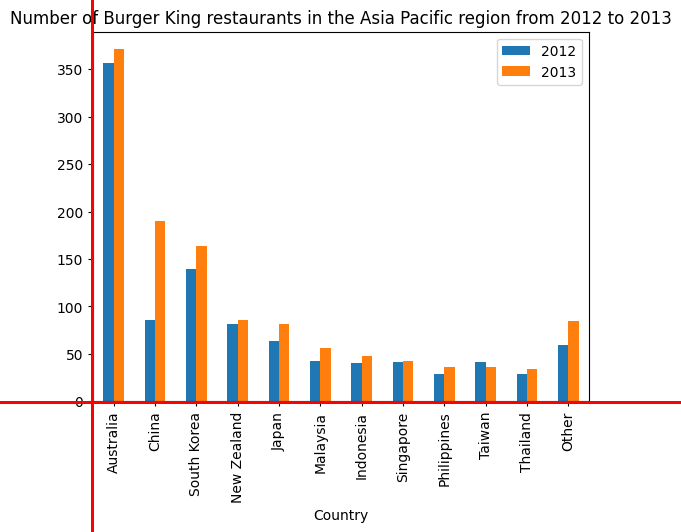 Number of Burger King restaurants in the Asia Pacific region from 2012 to 2013
2012
2013
350
300
250
200
150
100
50
0
Australia
China
South Korea
New Zealand
Japan
Malaysia
Indonesia
Singapore
Philippines
Taiwan
Thailand
Other
Country